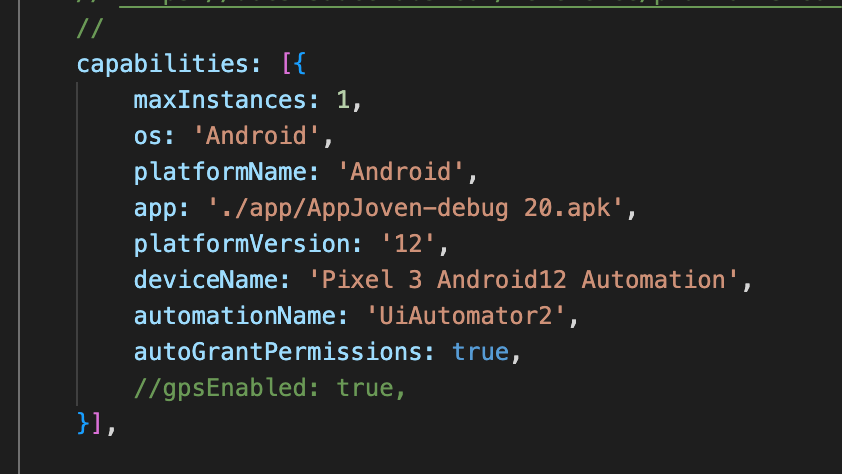 //
capabilities: [{
maxInstances: 1,
os: 'Android',
platformName: 'Android',
app: './app/AppJoven-debug 20.apk',
platformVersion: '12',
deviceName: 'Pixel 3 Android12 Automation',
automationName: 'UiAutomator2',
autoGrantPermissions: true,
//gpsEnabled: true,
}],